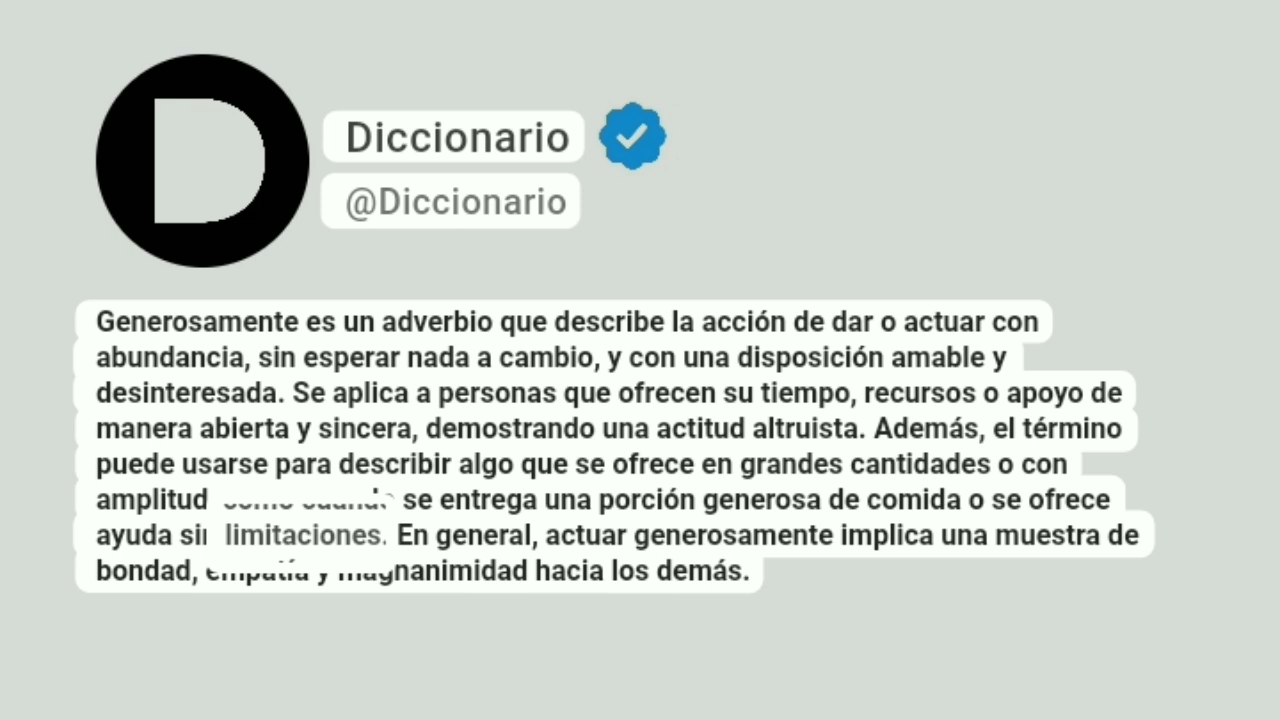 Diccionario
@Diccionario
Generosamente es un adverbio que describe la acción de dar o actuar con
abundancia, sin esperar nada a cambio, y con una disposición amable y
desinteresada. Se aplica a personas que ofrecen su tiempo, recursos o apoyo de
manera abierta y sincera, demostrando una actitud altruista. Además, el término
puede usarse para describir algo que se ofrece en grandes cantidades o con
amplitud se entrega una porción generosa de comida o se ofrece
ayuda sin limitaciones. En general, actuar generosamente implica una muestra de
bondad, empatía y magnanimidad hacia los demás.